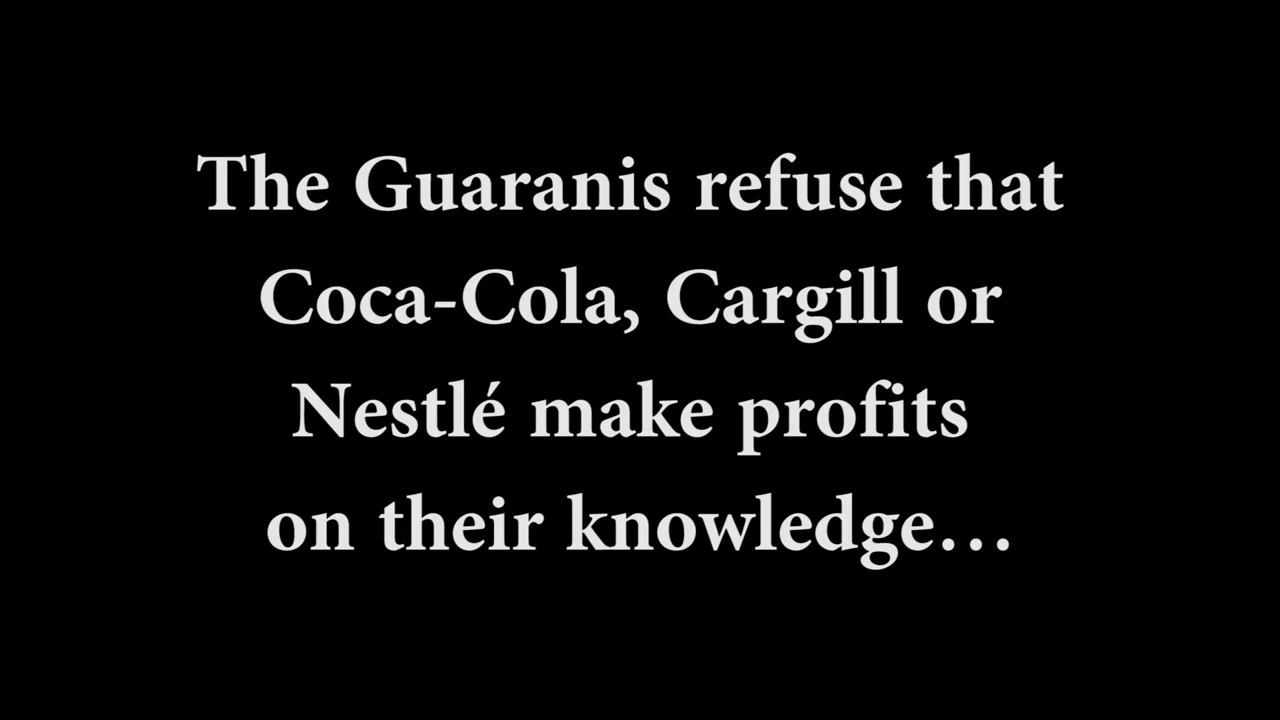 The Guaranis refuse that
Coca-Cola, Cargill or
Nestlé make profits
on their knowledge…